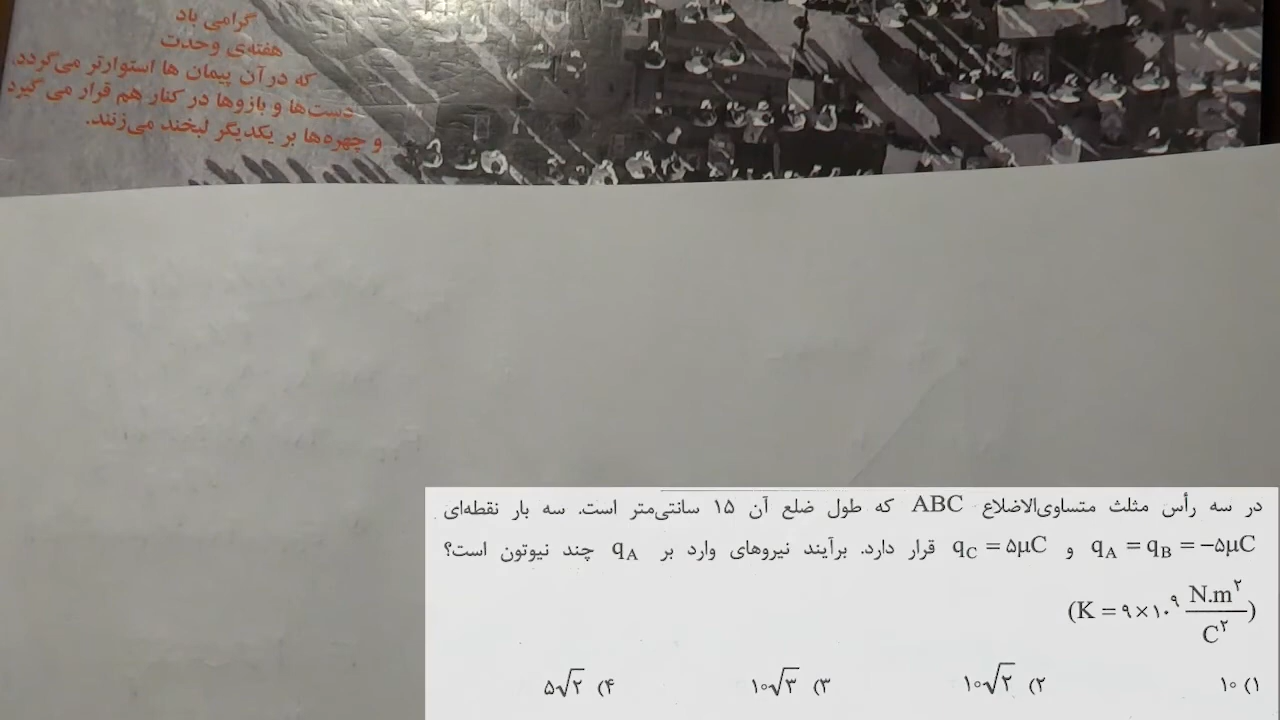 گرامی باد
هفته‌ی وحدت
که در آن پیمان ها استوارتر می‌گردد.
دست‌ها و بازوها در کنار هم قرار می گیرد
و چهره‌ها بر یکدیگر لبخند می‌زنند.
در سه رأس مثلث متساوی‌الاضلاع ABC که طول ضلع آن ۱۵ سانتی‌متر است. سه بار نقطه‌ای
qA = qB = −۵μC و qC = ۵μC قرار دارد. برآیند نیروهای وارد بر qA چند نیوتون است؟
(K = ۹×۱۰^۹ N.m^۲/C^۲)
۱) ۱۰ ۲) ۱۰√۲ ۳) ۱۰√۳ ۴) ۵√۲